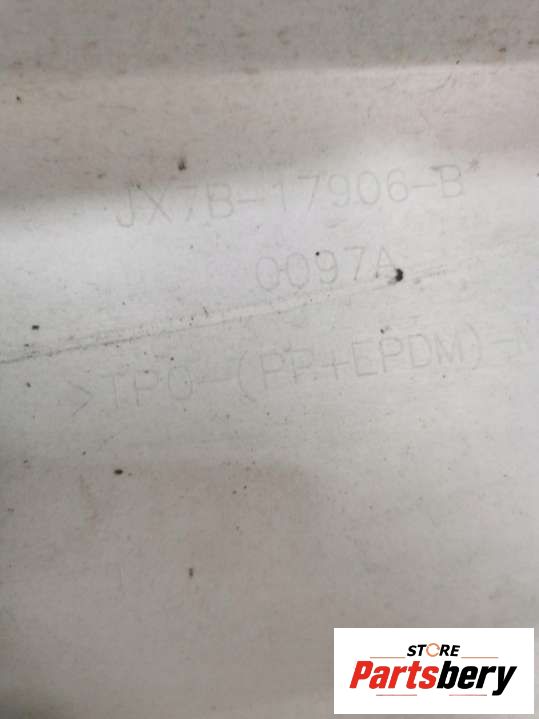 JX7B-17906-B*
0097A
>TPO-(PP+EPDM)-
STORE
Partsbery